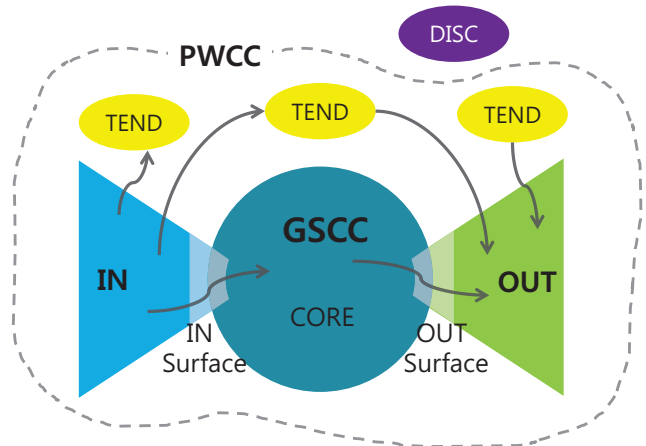 DISC
PWCC
TEND
TEND
TEND
GSCC
IN
OUT
CORE
IN
Surface
OUT
Surface